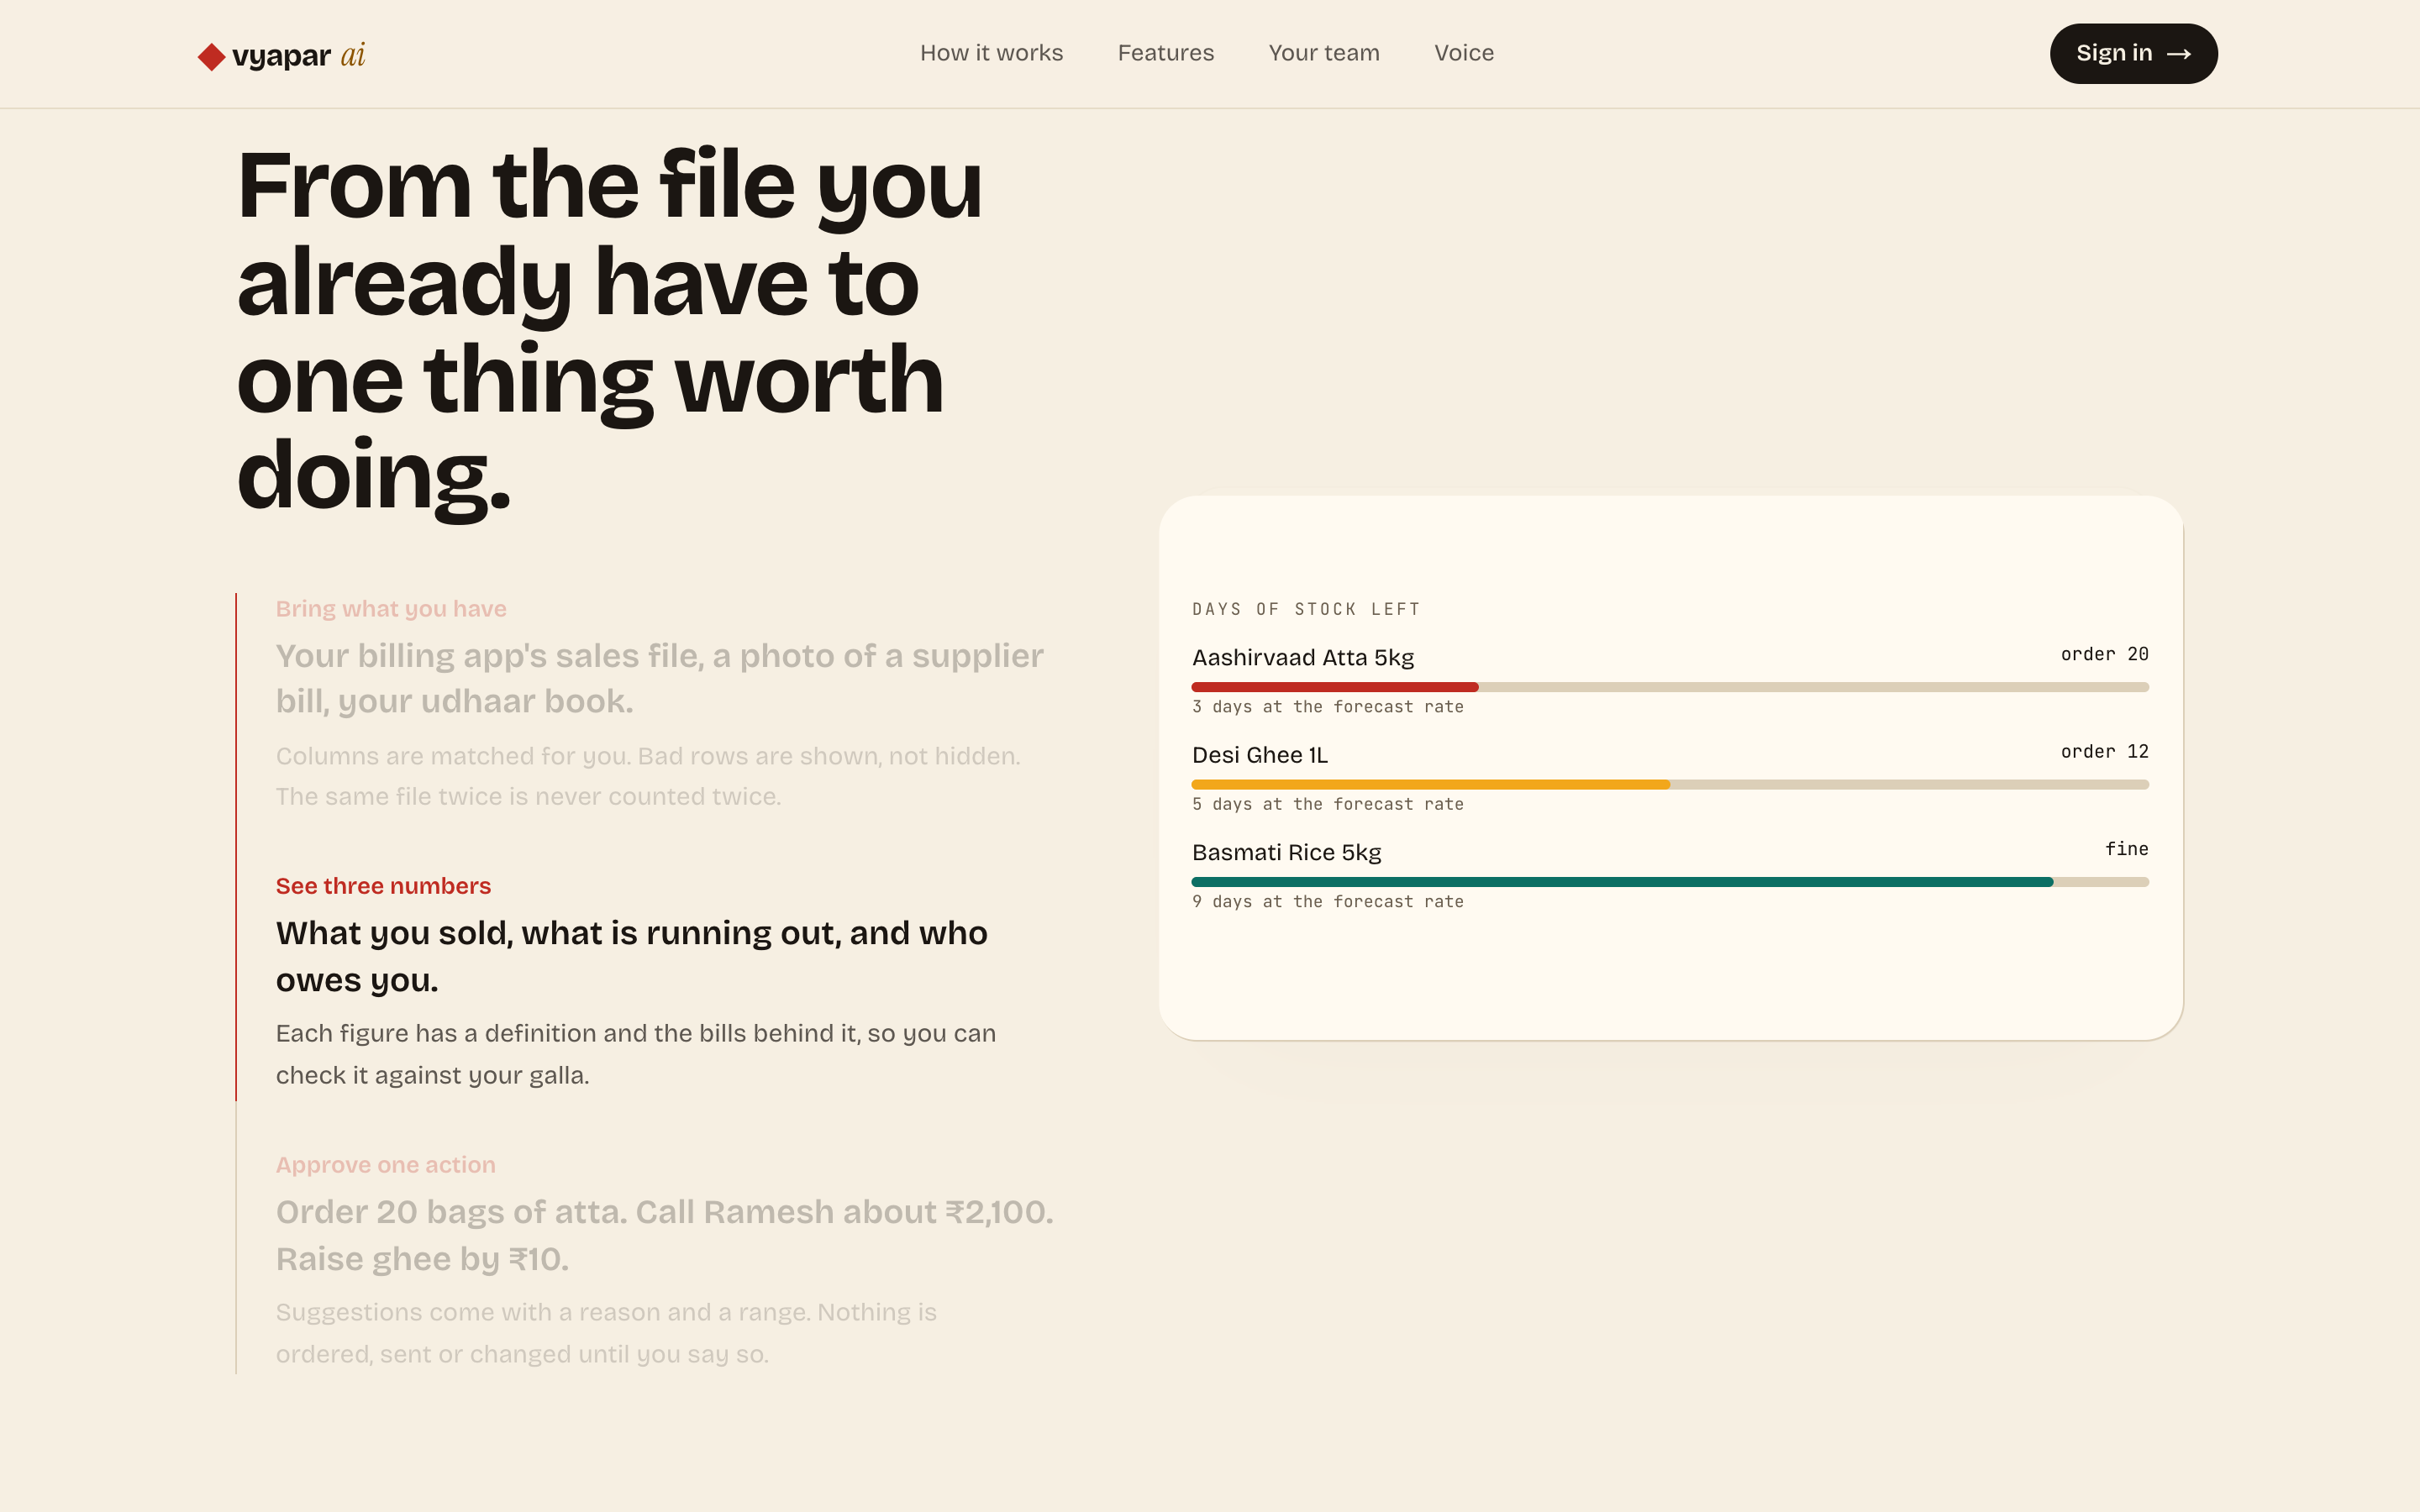 vyapar ai
How it works
Features
Your team
Voice
Sign in →
From the file you
already have to
one thing worth
doing.
Bring what you have
Your billing app's sales file, a photo of a supplier
bill, your udhaar book.
Columns are matched for you. Bad rows are shown, not hidden.
The same file twice is never counted twice.
See three numbers
What you sold, what is running out, and who
owes you.
Each figure has a definition and the bills behind it, so you can
check it against your galla.
Approve one action
Order 20 bags of atta. Call Ramesh about ₹2,100.
Raise ghee by ₹10.
Suggestions come with a reason and a range. Nothing is
ordered, sent or changed until you say so.
DAYS OF STOCK LEFT
Aashirvaad Atta 5kg
order 20
3 days at the forecast rate
Desi Ghee 1L
order 12
5 days at the forecast rate
Basmati Rice 5kg
fine
9 days at the forecast rate